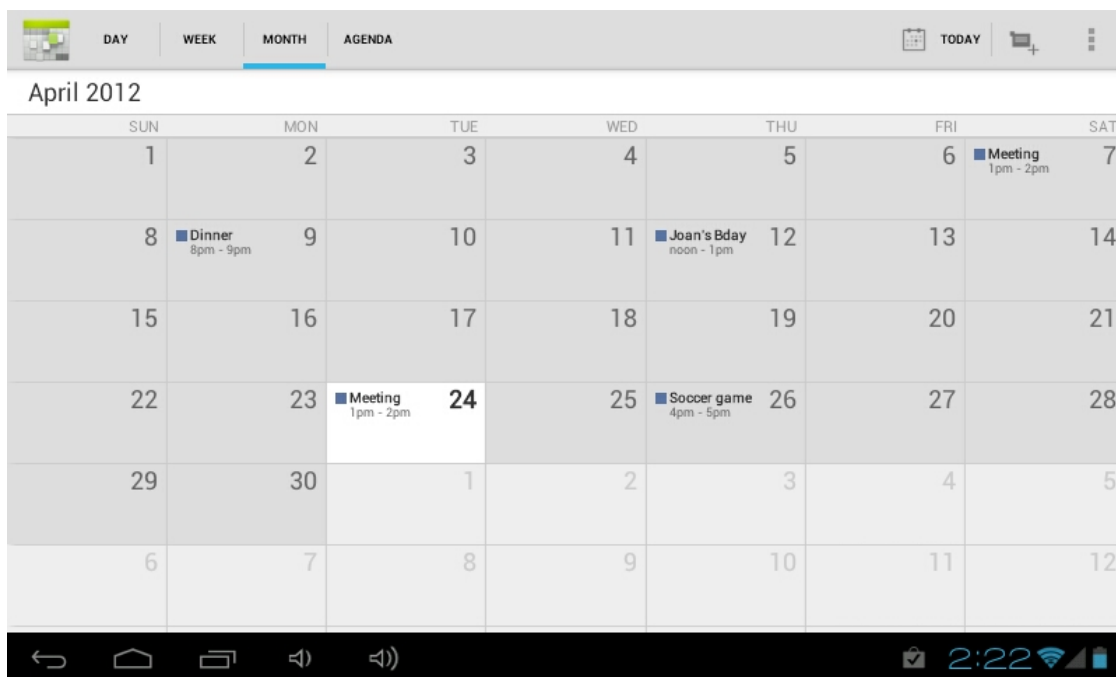 DAY WEEK MONTH AGENDA TODAY
April 2012
SUN MON TUE WED THU FRI SAT
1 2 3 4 5 6 Meeting 7
1pm - 2pm
8 Dinner 9 10 11 Joan's Bday 12 13 14
8pm - 9pm noon - 1pm
15 16 17 18 19 20 21
22 23 Meeting 24 25 Soccer game 26 27 28
1pm - 2pm 4pm - 5pm
29 30 1 2 3 4 5
6 7 8 9 10 11 12
2:22